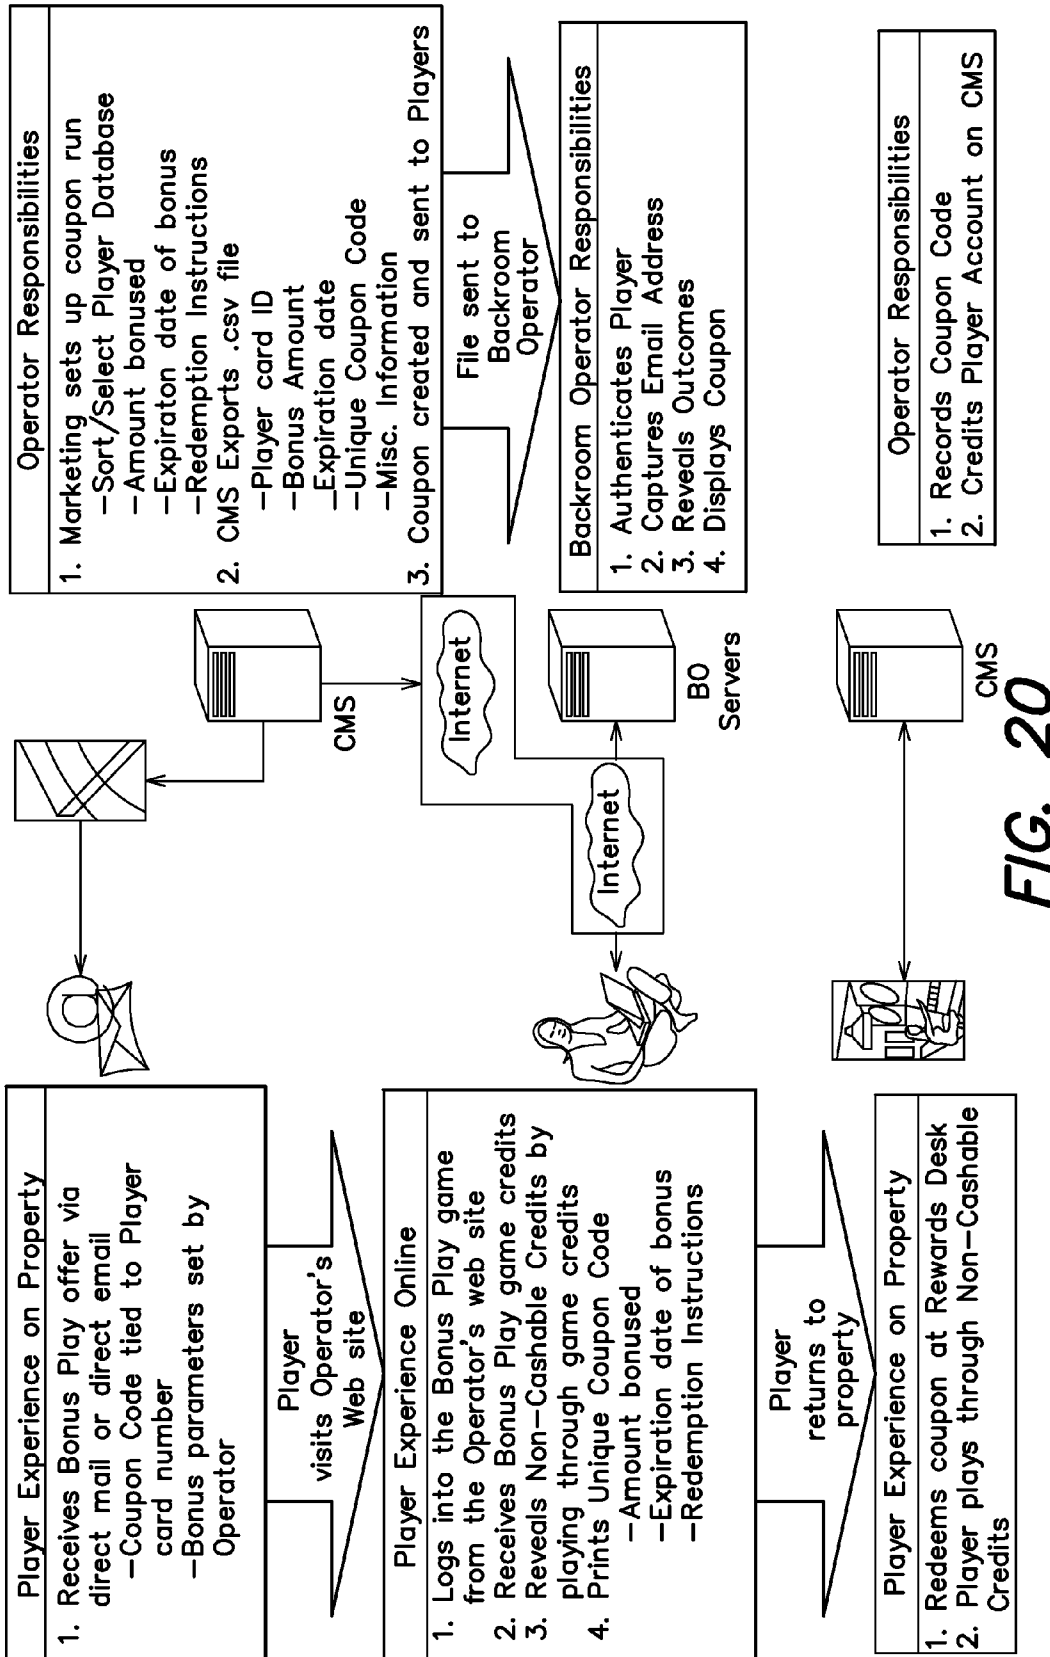 Player Experience on Property
1. Receives Bonus Play offer via
direct mail or direct email
—Coupon Code tied to Player
card number
—Bonus parameters set by
Operator
Player
visits Operator's
Web site
Player Experience Online
1. Logs into the Bonus Play game
from the Operator's web site
2. Receives Bonus Play game credits
3. Reveals Non—Cashable Credits by
playing through game credits
4. Prints Unique Coupon Code
—Amount bonused
—Expiration date of bonus
—Redemption Instructions
Player
returns to
property
Player Experience on Property
1. Redeems coupon at Rewards Desk
2. Player plays through Non—Cashable
Credits
CMS
Internet
Internet
BO
Servers
CMS
Operator Responsibilities
1. Marketing sets up coupon run
—Sort/Select Player Database
—Amount bonused
—Expiraton date of bonus
—Redemption Instructions
2. CMS Exports .csv file
—Player card ID
—Bonus Amount
—Expiration date
—Unique Coupon Code
—Misc. Information
3. Coupon created and sent to Players
File sent to
Backroom
Operator
Backroom Operator Responsibilities
1. Authenticates Player
2. Captures Email Address
3. Reveals Outcomes
4. Displays Coupon
Operator Responsibilities
1. Records Coupon Code
2. Credits Player Account on CMS
FIG. 20